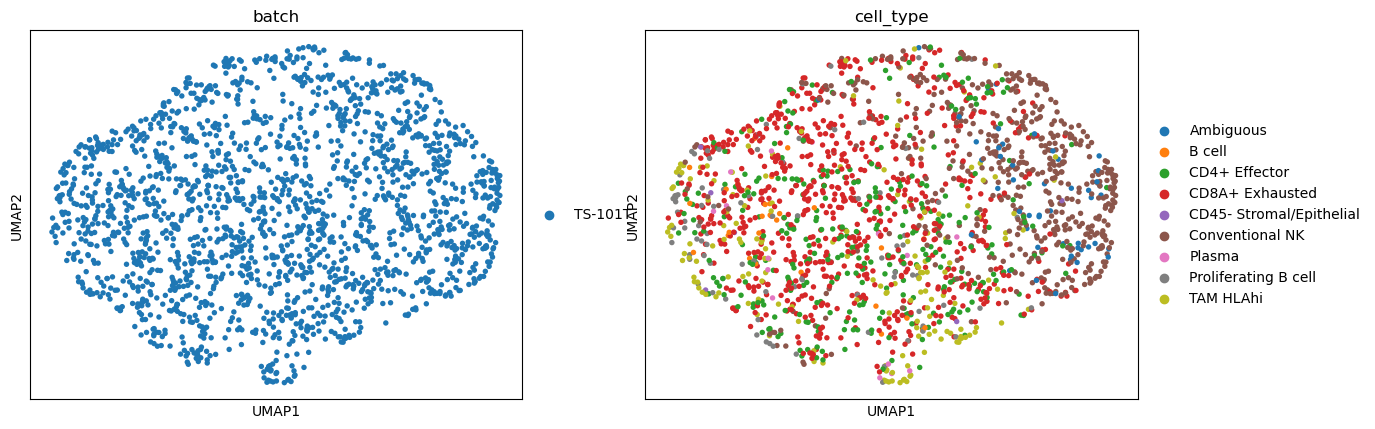 batch
UMAP2
UMAP1
TS-101T
cell_type
UMAP2
UMAP1
Ambiguous
B cell
CD4+ Effector
CD8A+ Exhausted
CD45- Stromal/Epithelial
Conventional NK
Plasma
Proliferating B cell
TAM HLAhi